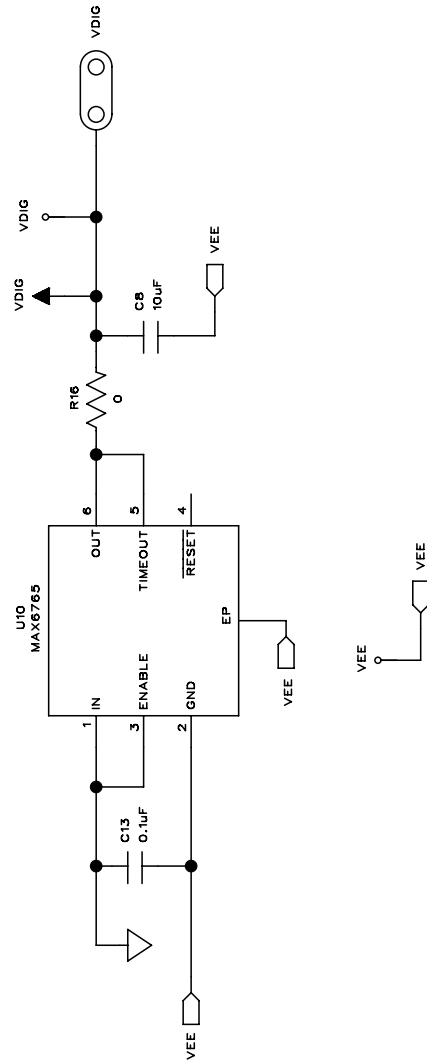 VDIG
VDIG
VDIG
C8
10uF
VEE
R16
0
6
5
4
OUT
TIMEOUT
RESET
U10
MAX6765
EP
VEE
IN
ENABLE
GND
1
3
2
C13
0.1uF
VEE
VEE
VEE